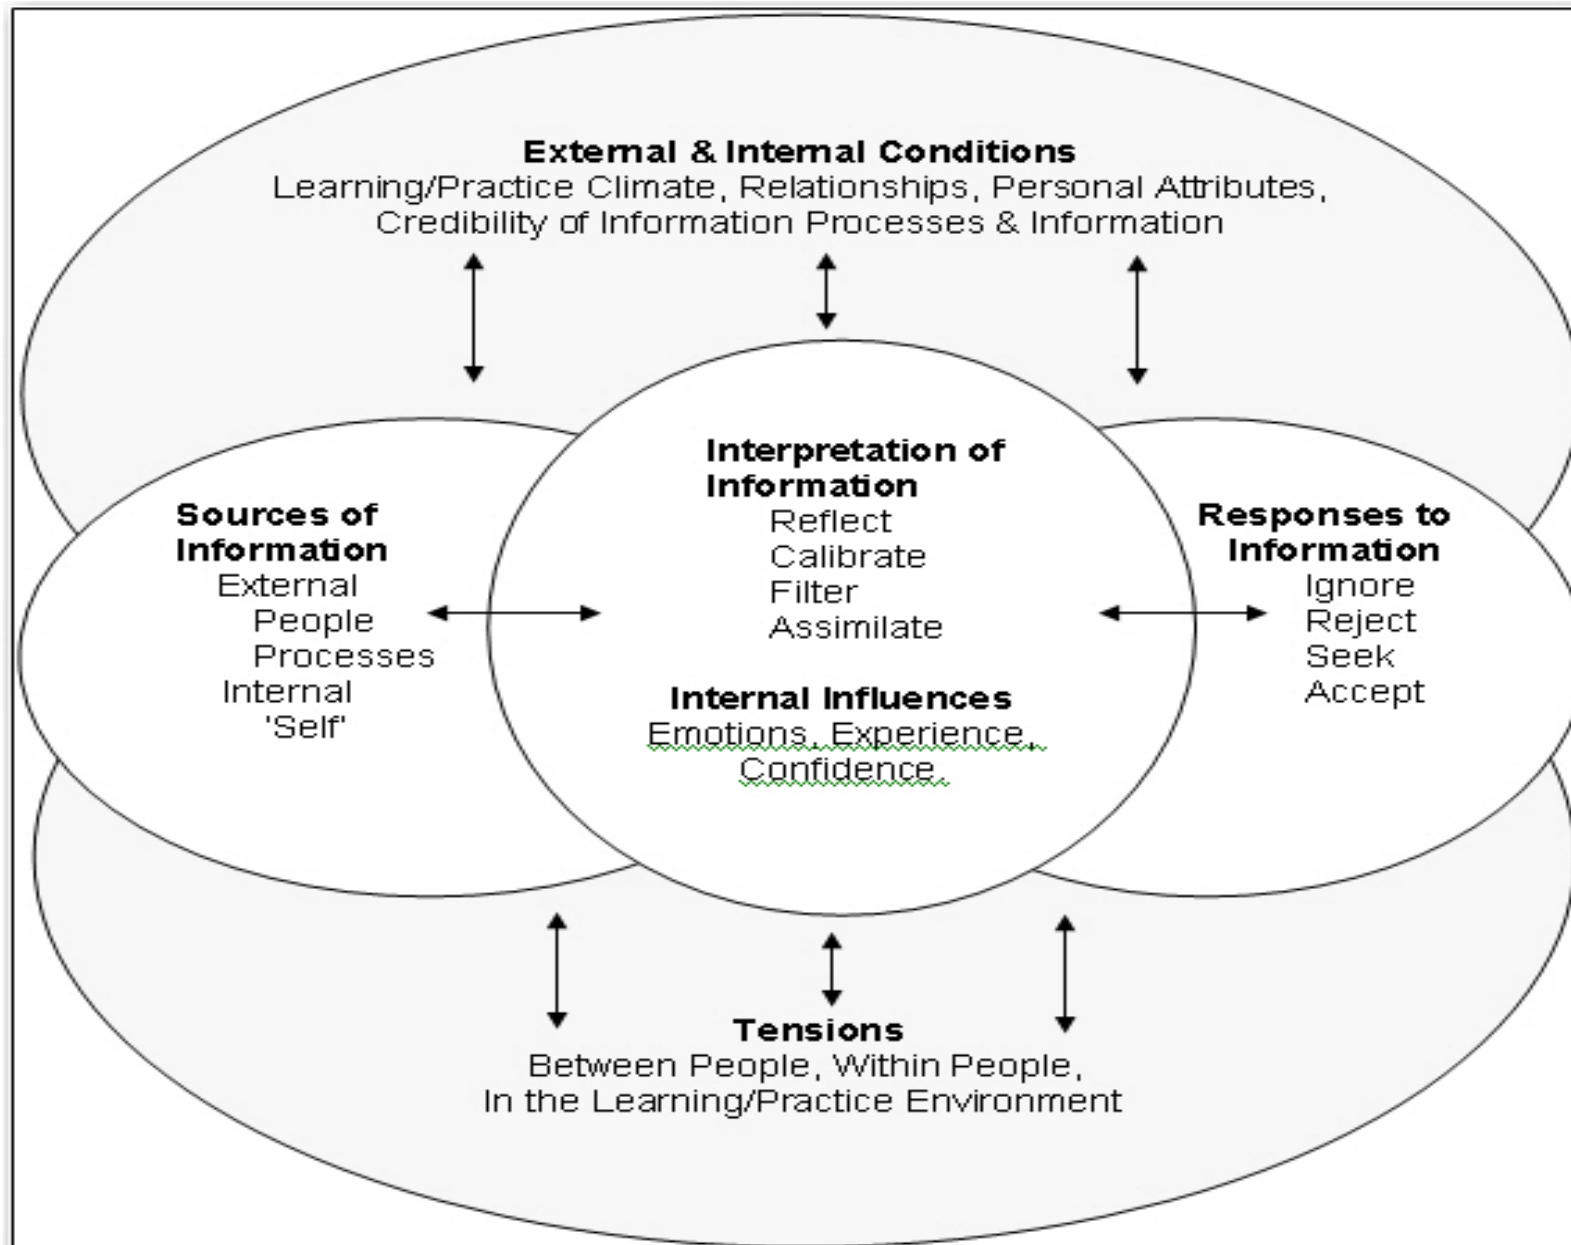 External & Internal Conditions
Learning/Practice Climate, Relationships, Personal Attributes,
Credibility of Information Processes & Information
Sources of
Information
External
People
Processes
Internal
'Self'
Interpretation of
Information
Reflect
Calibrate
Filter
Assimilate
Internal Influences
Emotions, Experience,
Confidence.
Responses to
Information
Ignore
Reject
Seek
Accept
Tensions
Between People, Within People,
In the Learning/Practice Environment